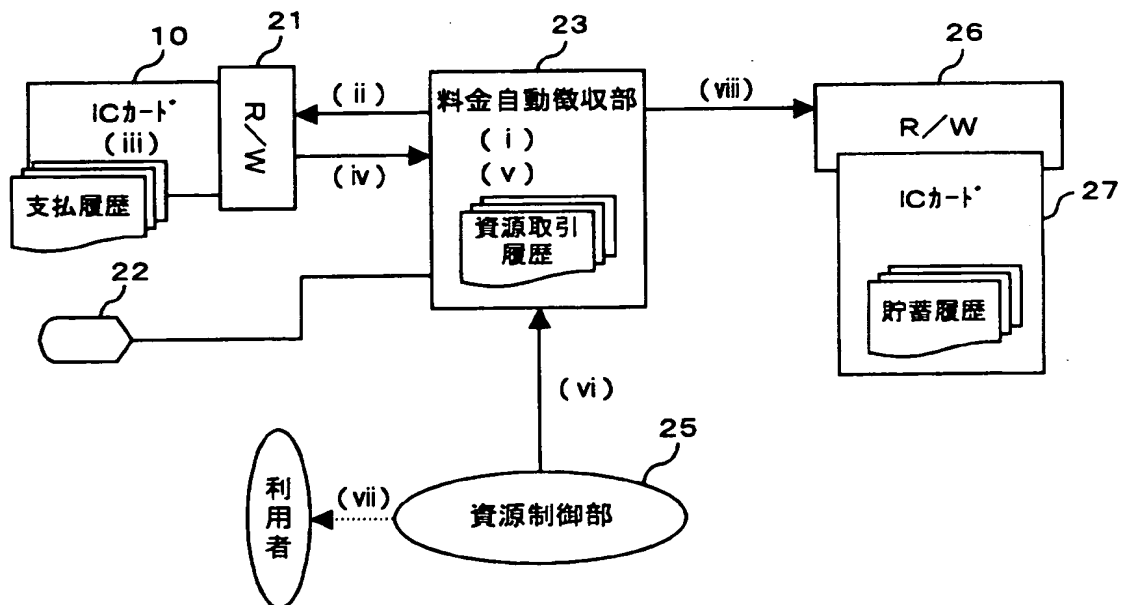 10
21
23
26
ICカード
(iii)
支払履歴
R/W
(ii)
(iv)
料金自動徴収部
(i)
(v)
資源取引
履歴
(viii)
R/W
ICカード
27
貯蓄履歴
22
(vi)
25
利用者
(vii)
資源制御部